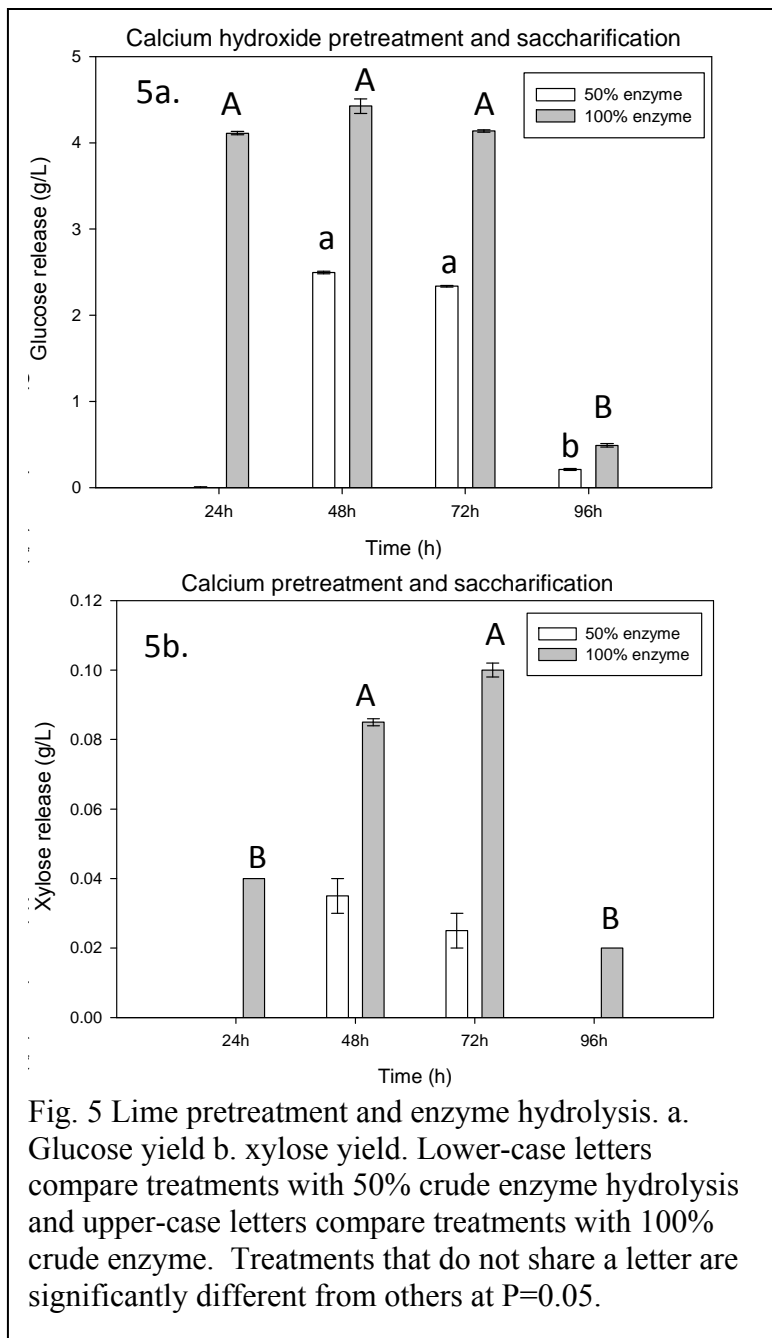 Calcium hydroxide pretreatment and saccharification
5a.
50% enzyme
100% enzyme
A
A
A
a
a
b
B
Glucose release (g/L)
5
4
3
2
1
0
24h
48h
72h
96h
Time (h)
Calcium pretreatment and saccharification
5b.
50% enzyme
100% enzyme
B
A
A
B
Xylose release (g/L)
0.12
0.10
0.08
0.06
0.04
0.02
0.00
24h
48h
72h
96h
Time (h)
Fig. 5 Lime pretreatment and enzyme hydrolysis. a.
Glucose yield b. xylose yield. Lower-case letters
compare treatments with 50% crude enzyme hydrolysis
and upper-case letters compare treatments with 100%
crude enzyme. Treatments that do not share a letter are
significantly different from others at P=0.05.